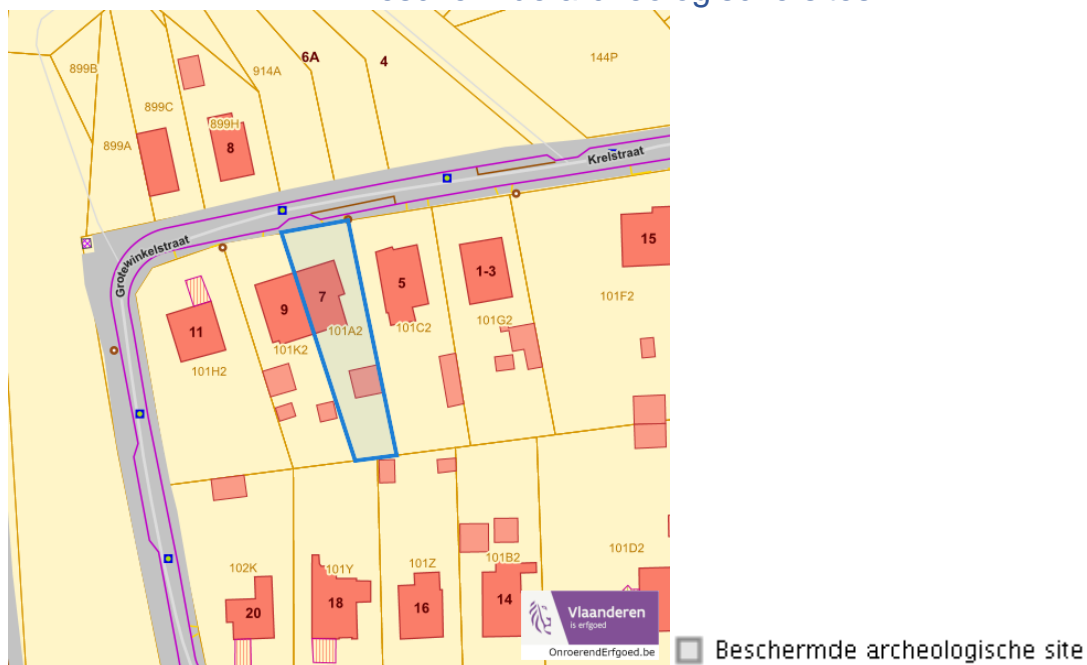 899B
914A
6A
4
144P
899C
899H
899A
8
Krelstraat
Grotewinkelstraat
15
5
1-3
7
9
11
101F2
101G2
101C2
101A2
101K2
101H2
101D2
101B2
101Z
101Y
102K
14
16
18
20
Vlaanderen
is erfgoed
OnroerendErfgoed.be
Beschermde archeologische site